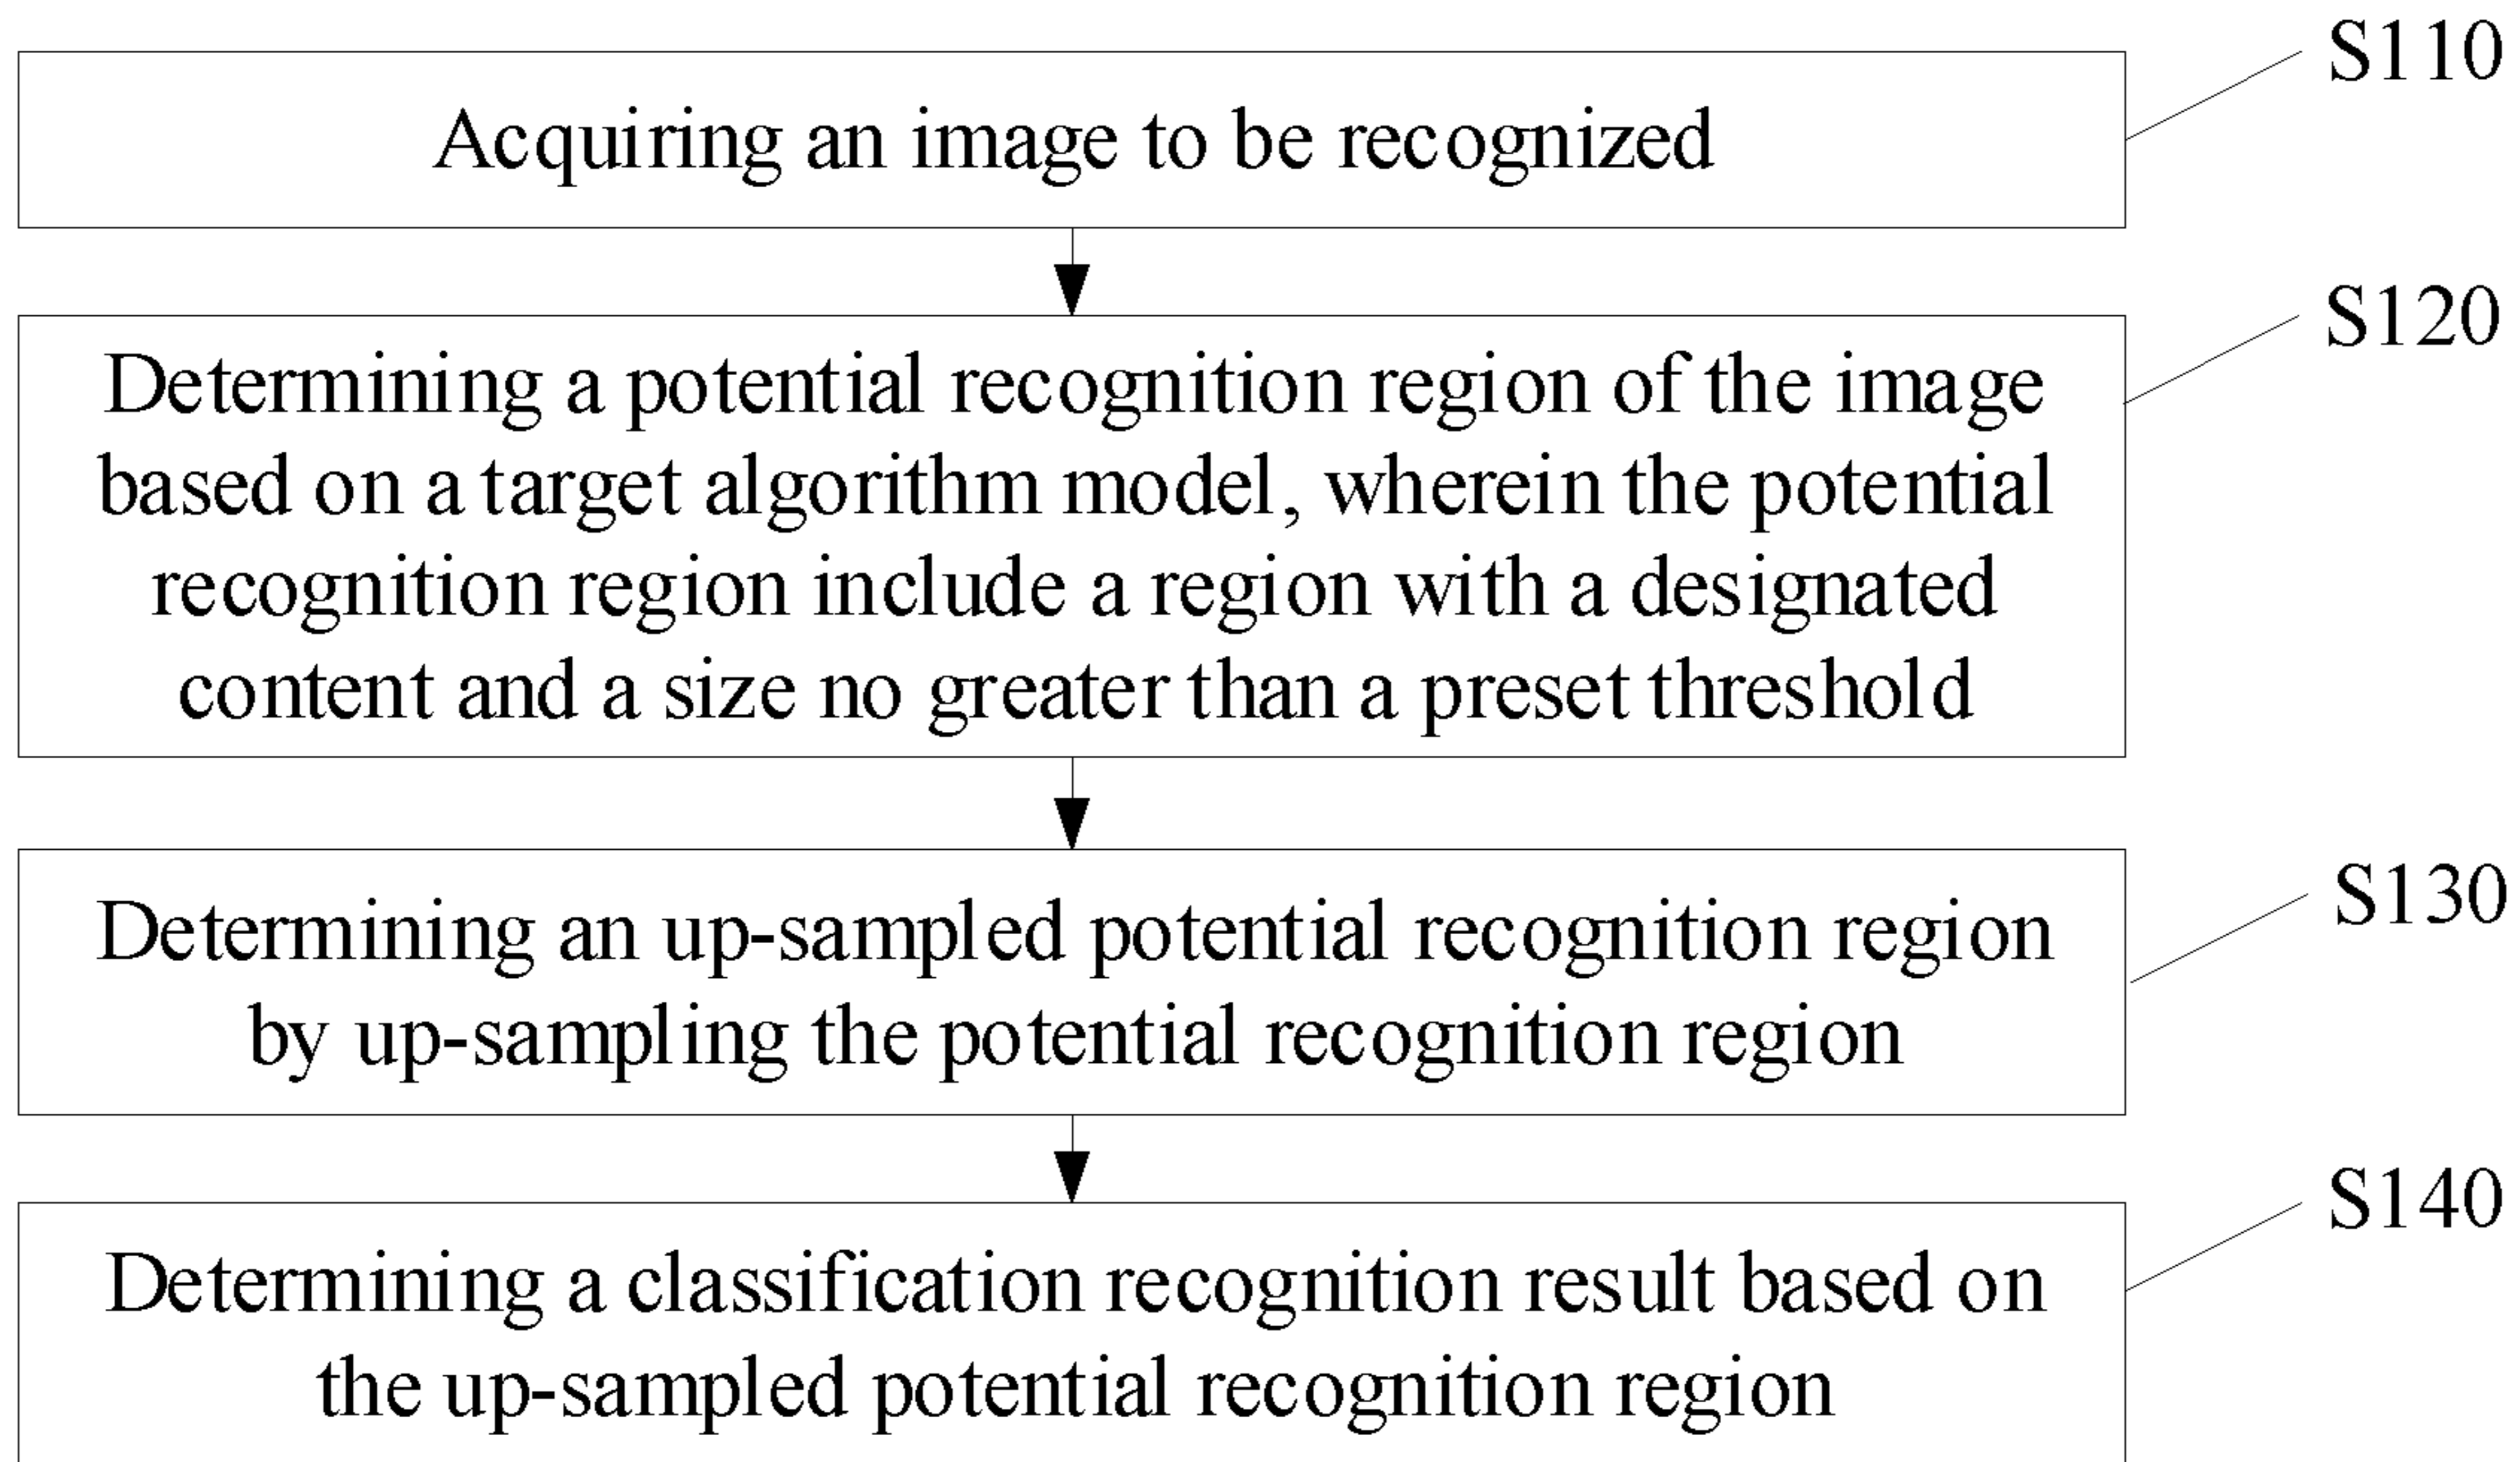 S110
Acquiring an image to be recognized
S120
Determining a potential recognition region of the image
based on a target algorithm model, wherein the potential
recognition region include a region with a designated
content and a size no greater than a preset threshold
S130
Determining an up-sampled potential recognition region
by up-sampling the potential recognition region
S140
Determining a classification recognition result based on
the up-sampled potential recognition region